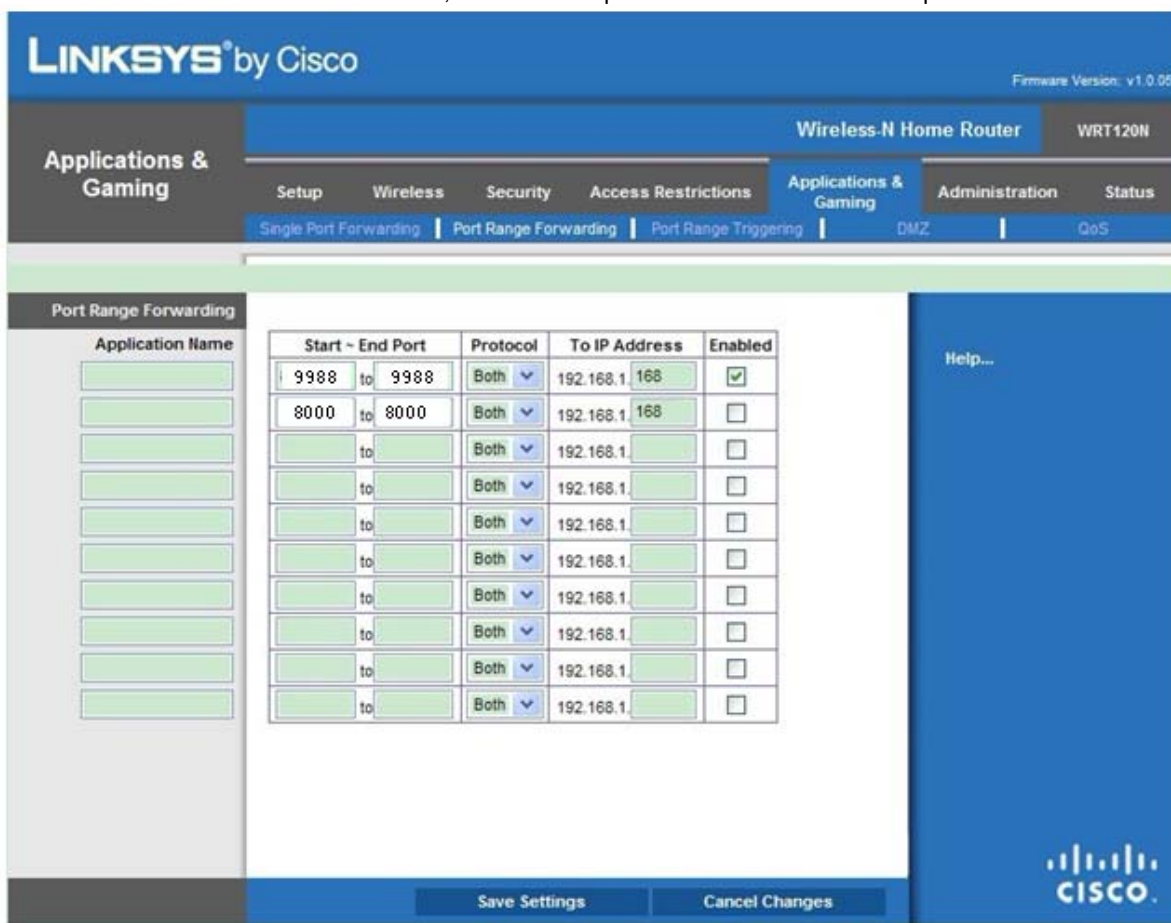 LINKSYS® by Cisco
Firmware Version: v1.0.05
Wireless-N Home Router WRT120N
Applications & Gaming
Setup Wireless Security Access Restrictions Applications & Gaming Administration Status
Single Port Forwarding Port Range Forwarding Port Range Triggering DMZ QoS
Port Range Forwarding
Application Name Start ~ End Port Protocol To IP Address Enabled
Help...
9988 to 9988 Both 192.168.1. 168
8000 to 8000 Both 192.168.1. 168
to Both 192.168.1.
to Both 192.168.1.
to Both 192.168.1.
to Both 192.168.1.
to Both 192.168.1.
to Both 192.168.1.
to Both 192.168.1.
to Both 192.168.1.
Save Settings Cancel Changes
CISCO.